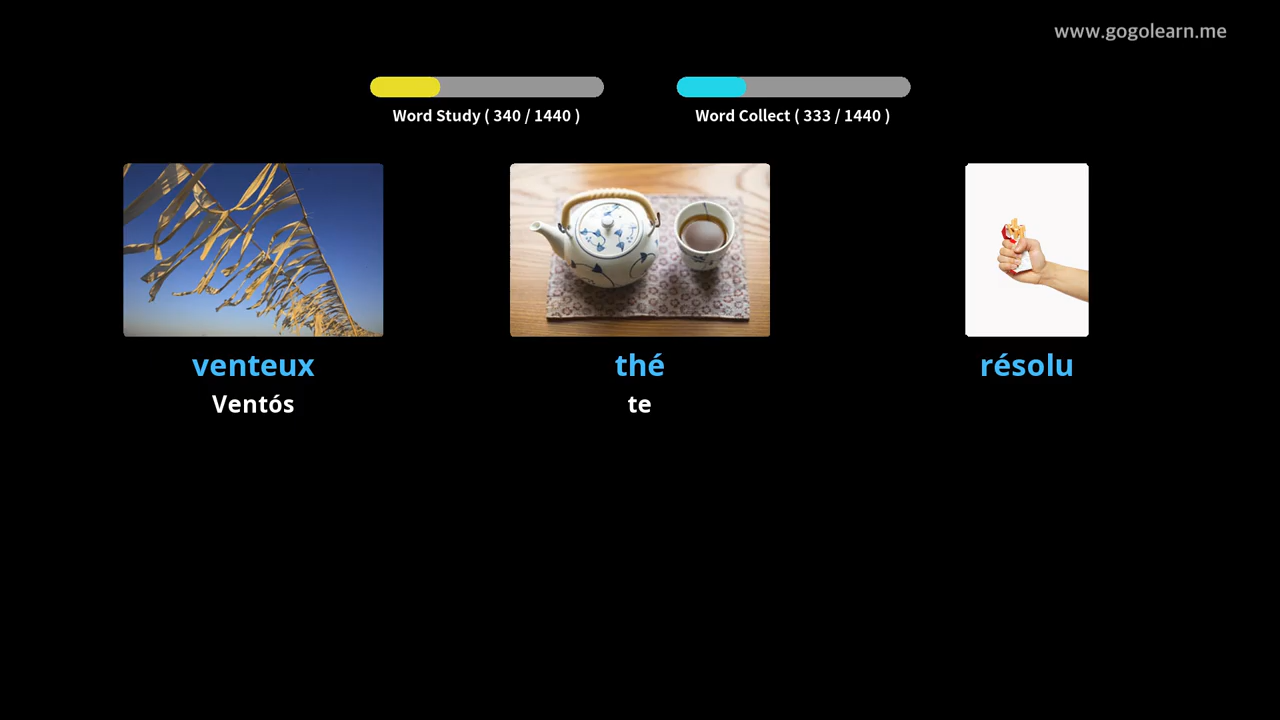 www.gogolearn.me
Word Study ( 340 / 1440 )
Word Collect ( 333 / 1440 )
venteux
thé
résolu
Ventós
te